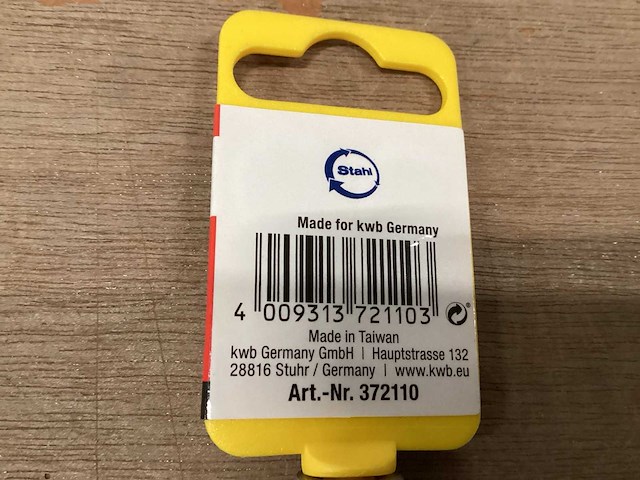 Stahl
Made for kwb Germany
4 009313 721103
Made in Taiwan
kwb Germany GmbH | Hauptstrasse 132
28816 Stuhr / Germany | www.kwb.eu
Art.-Nr. 372110